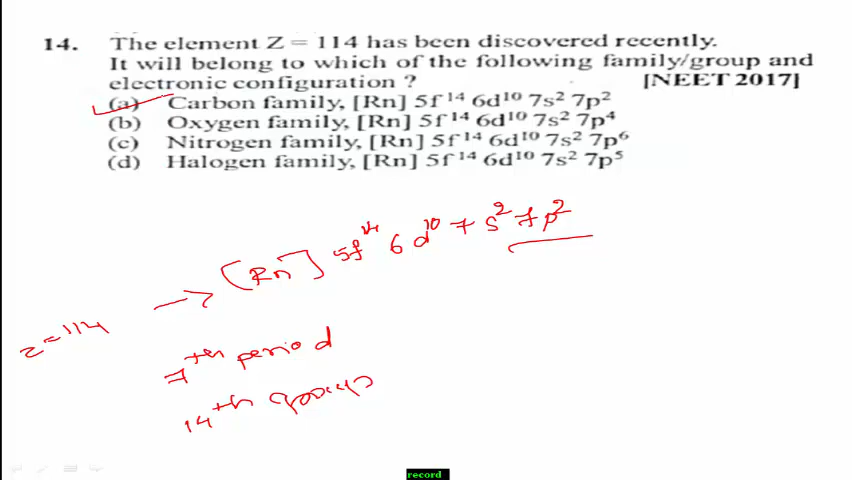 14. The element Z = 114 has been discovered recently.
It will belong to which of the following family/group and
electronic configuration ? [NEET 2017]
(a) Carbon family, [Rn] 5f¹⁴ 6d¹⁰ 7s² 7p²
(b) Oxygen family, [Rn] 5f¹⁴ 6d¹⁰ 7s² 7p⁴
(c) Nitrogen family, [Rn] 5f¹⁴ 6d¹⁰ 7s² 7p⁶
(d) Halogen family, [Rn] 5f¹⁴ 6d¹⁰ 7s² 7p⁵
z=114 → [Rn] 5f¹⁴ 6d¹⁰ 7s² 7p²
7th period
14th group
record